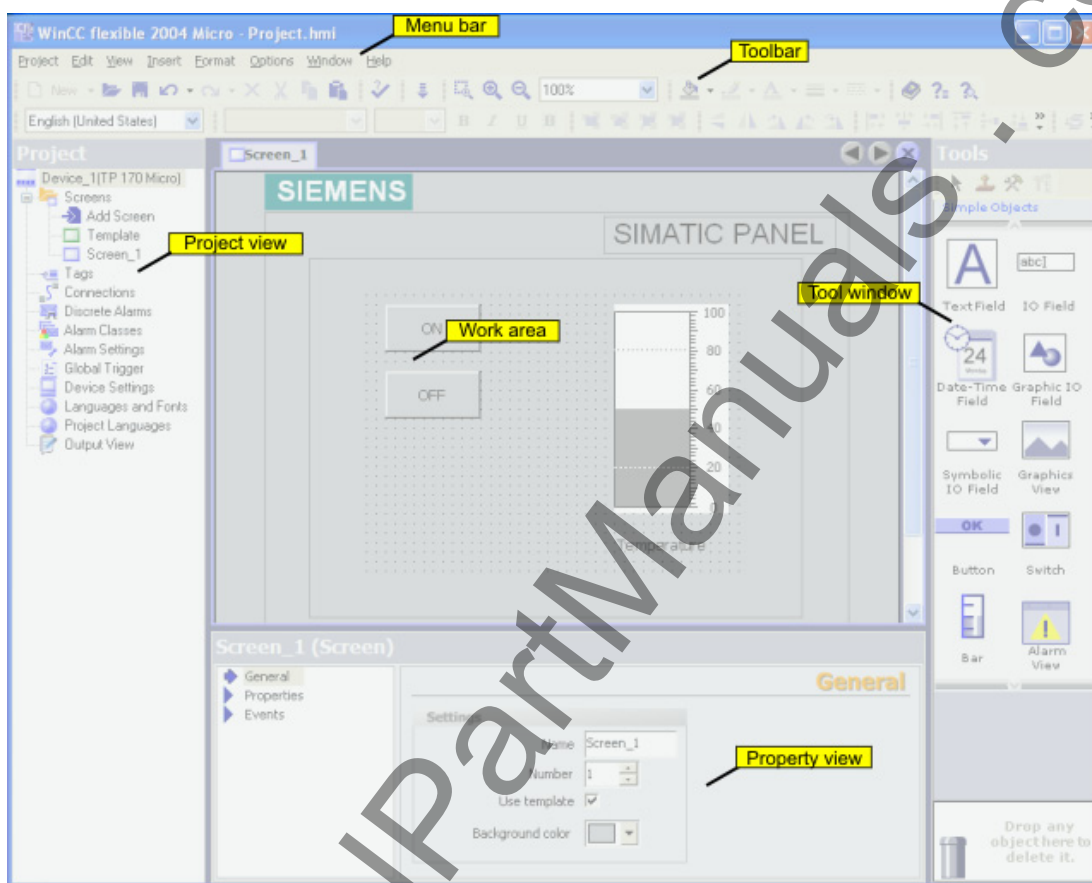 WinCC flexible 2004 Micro - Project.hmi
Menu bar
Project Edit View Insert Format Options Window Help
Toolbar
New
100%
English (United States)
B I U
Project
Screen_1
Tools
Device_1(TP 170 Micro)
Screens
Add Screen
Template
Screen_1
Tags
Connections
Discrete Alarms
Alarm Classes
Alarm Settings
Global Trigger
Device Settings
Languages and Fonts
Project Languages
Output View
Project view
SIEMENS
SIMATIC PANEL
ON
OFF
Work area
100
80
60
40
20
0
Temperature
Tool window
Simple Objects
A
abc
TextField IO Field
24
Date-Time Graphic IO
Field Field
Symbolic Graphics
IO Field View
OK
Button Switch
Bar Alarm
View
Screen_1 (Screen)
General
Properties
Events
General
Settings
Name Screen_1
Number 1
Use template
Background color
Property view
Drop any
object here to
delete it.